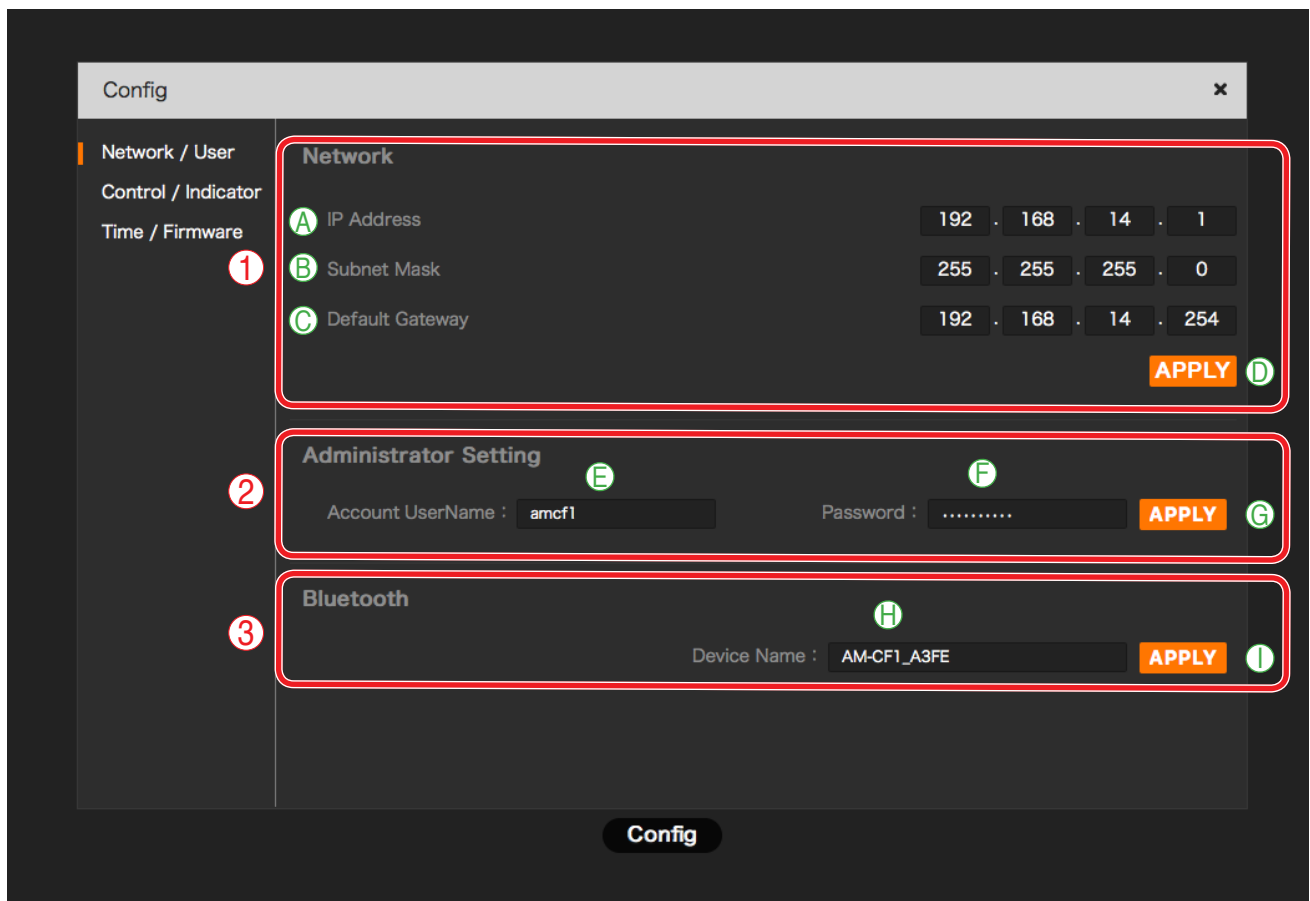 Config ×
Network / User
Control / Indicator
Time / Firmware
1
Network
A IP Address 192 . 168 . 14 . 1
B Subnet Mask 255 . 255 . 255 . 0
C Default Gateway 192 . 168 . 14 . 254
APPLY D
2
Administrator Setting
E F
Account UserName : amcf1 Password : ·········· APPLY G
3
Bluetooth
H
Device Name : AM-CF1_A3FE APPLY I
Config